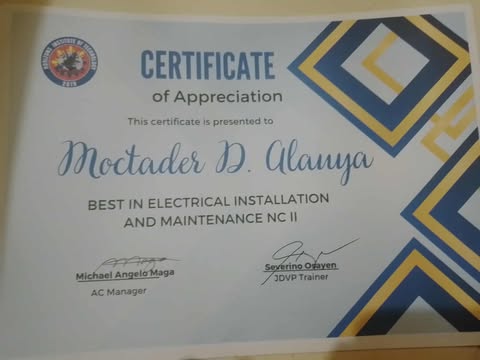 CERTIFICATE
of Appreciation
This certificate is presented to
Moctader D. Alauya
BEST IN ELECTRICAL INSTALLATION
AND MAINTENANCE NC II
Michael Angelo Maga
AC Manager
Severino Osayen
JDVP Trainer